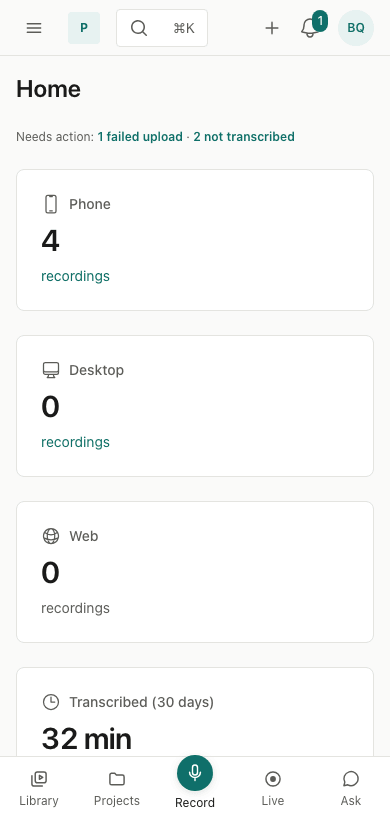 P
⌘K
1
BQ
Home
Needs action: 1 failed upload · 2 not transcribed
Phone
4
recordings
Desktop
0
recordings
Web
0
recordings
Transcribed (30 days)
32 min
Library
Projects
Record
Live
Ask